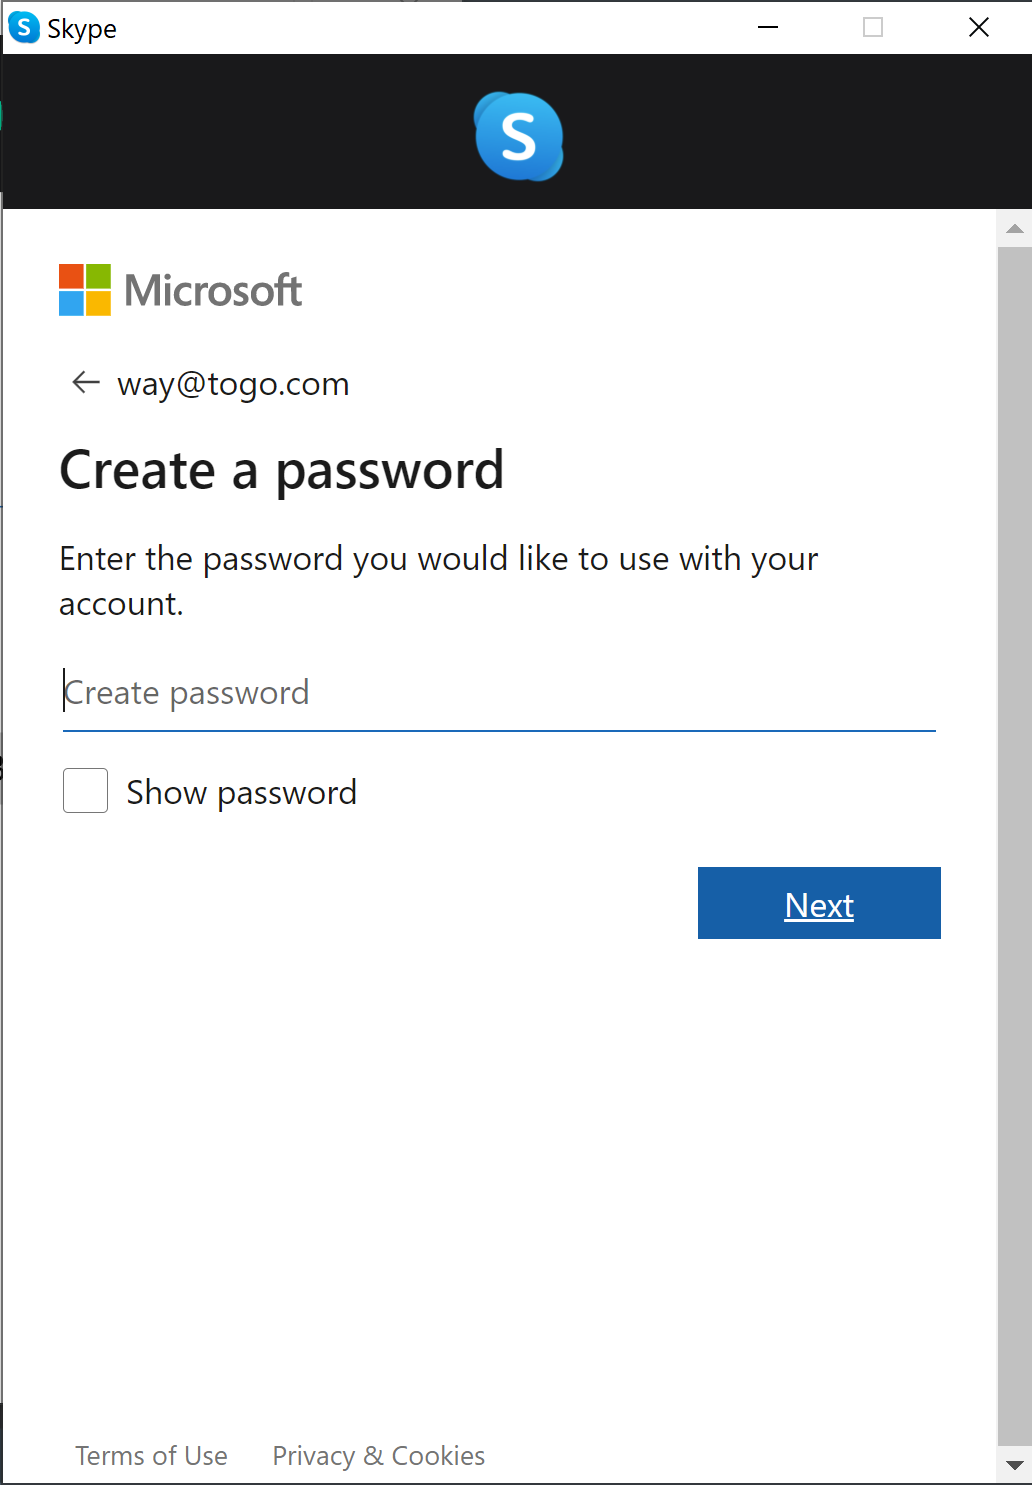 Skype
S
Microsoft
way@togo.com
Create a password
Enter the password you would like to use with your
account.
Create password
Show password
Next
Terms of Use
Privacy & Cookies